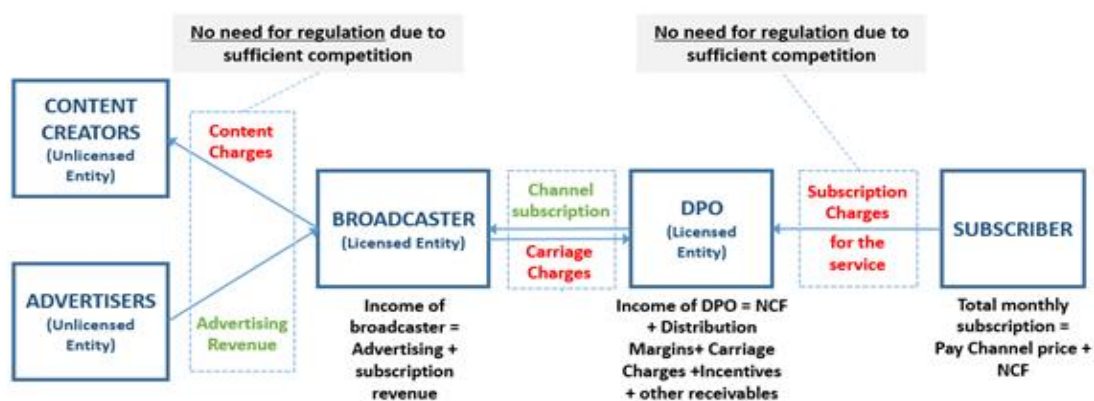 No need for regulation due to
sufficient competition
No need for regulation due to
sufficient competition
CONTENT
CREATORS
(Unlicensed
Entity)
Content
Charges
BROADCASTER
(Licensed Entity)
Channel
subscription
Carriage
Charges
DPO
(Licensed
Entity)
Subscription
Charges
for the
service
SUBSCRIBER
ADVERTISERS
(Unlicensed
Entity)
Advertising
Revenue
Income of
broadcaster =
Advertising +
subscription
revenue
Income of DPO = NCF
+ Distribution
Margins+ Carriage
Charges +Incentives
+ other receivables
Total monthly
subscription =
Pay Channel price +
NCF